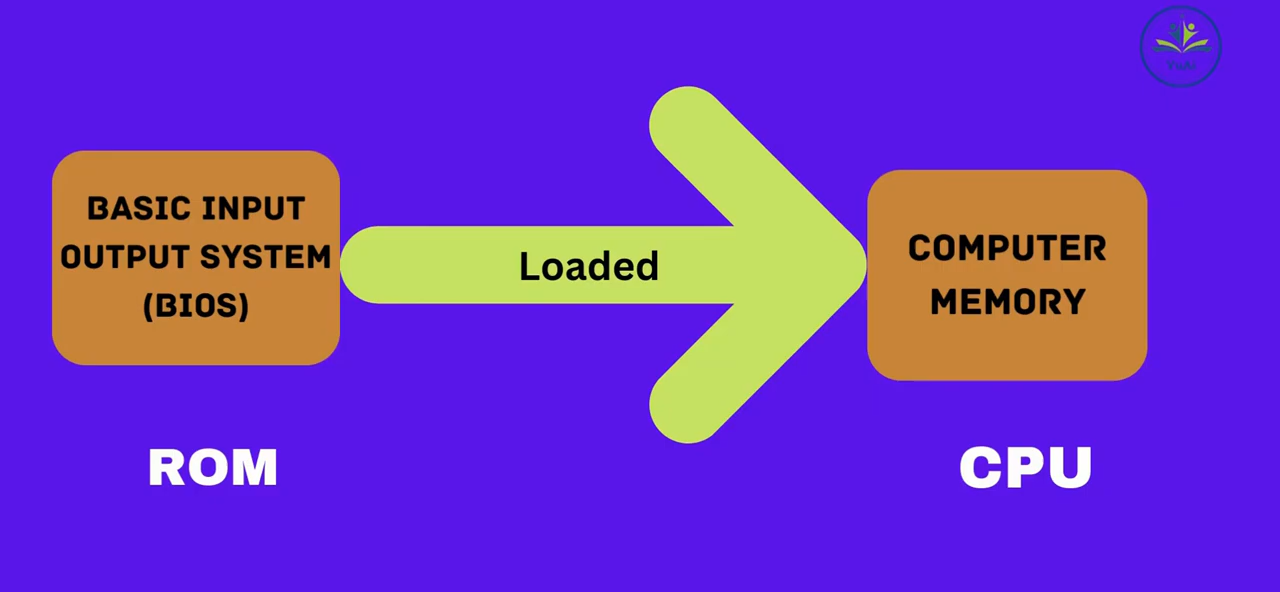 BASIC INPUT
OUTPUT SYSTEM
(BIOS)
Loaded
COMPUTER
MEMORY
ROM
CPU